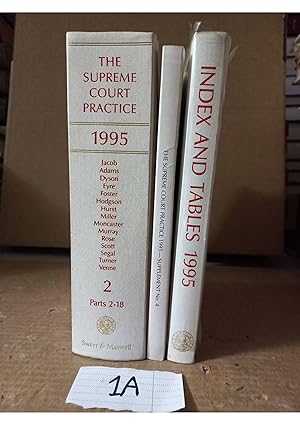 THE
SUPREME
COURT
PRACTICE
1995
Jacob
Adams
Dyson
Eyre
Foster
Hodgson
Hurst
Miller
Moncaster
Murray
Rose
Scott
Segal
Turner
Venne
2
Parts 2-18
Sweet & Maxwell
THE SUPREME COURT PRACTICE 1995—SUPPLEMENT No. 4
INDEX AND TABLES 1995
1A